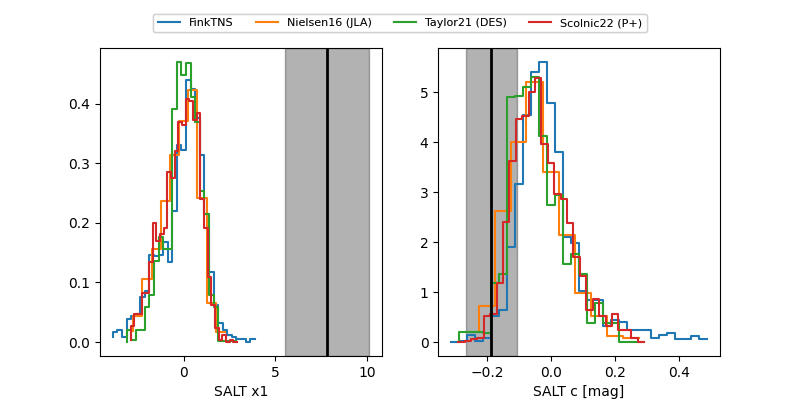 FinkTNS Nielsen16 (JLA) Taylor21 (DES) Scolnic22 (P+)
0.4
0.3
0.2
0.1
0.0
0 5 10
SALT x1
5
4
3
2
1
0
−0.2 0.0 0.2 0.4
SALT c [mag]